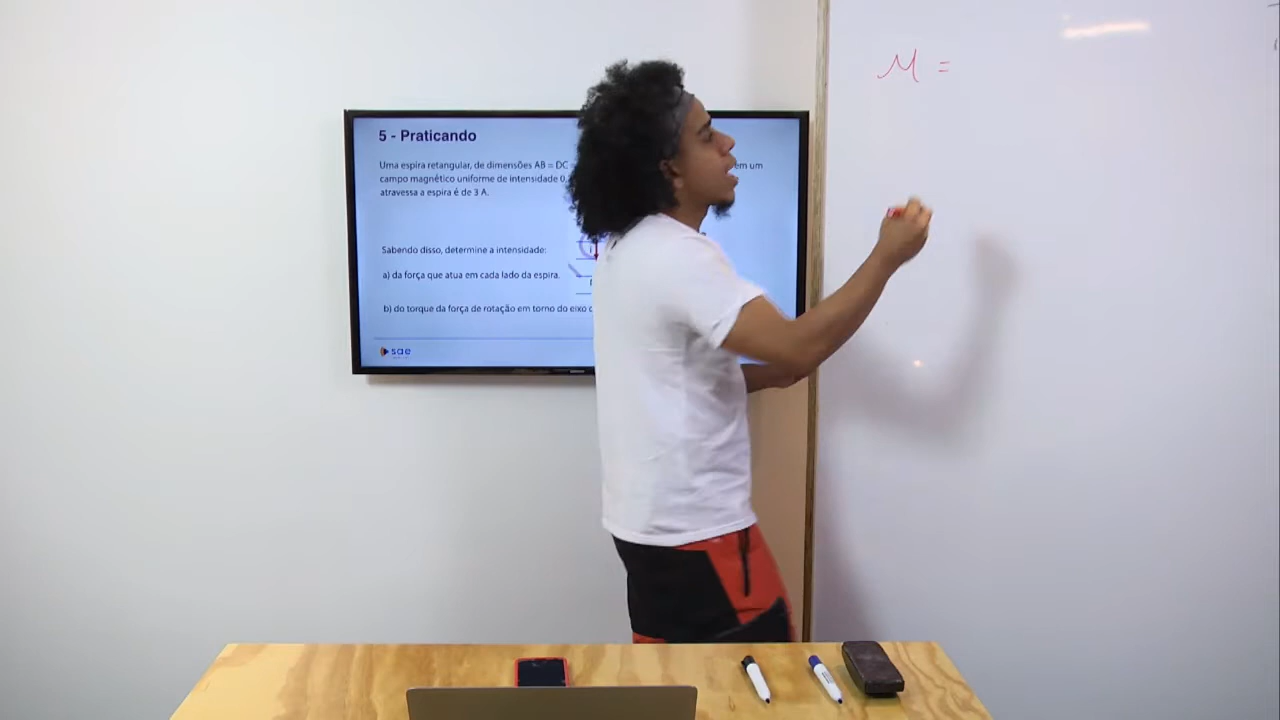 5 - Praticando
Uma espira retangular, de dimensões AB = DC = em um
campo magnético uniforme de intensidade 0,
atravessa a espira é de 3 A.
Sabendo disso, determine a intensidade:
i
a) da força que atua em cada lado da espira.
b) do torque da força de rotação em torno do eixo
sae
M =